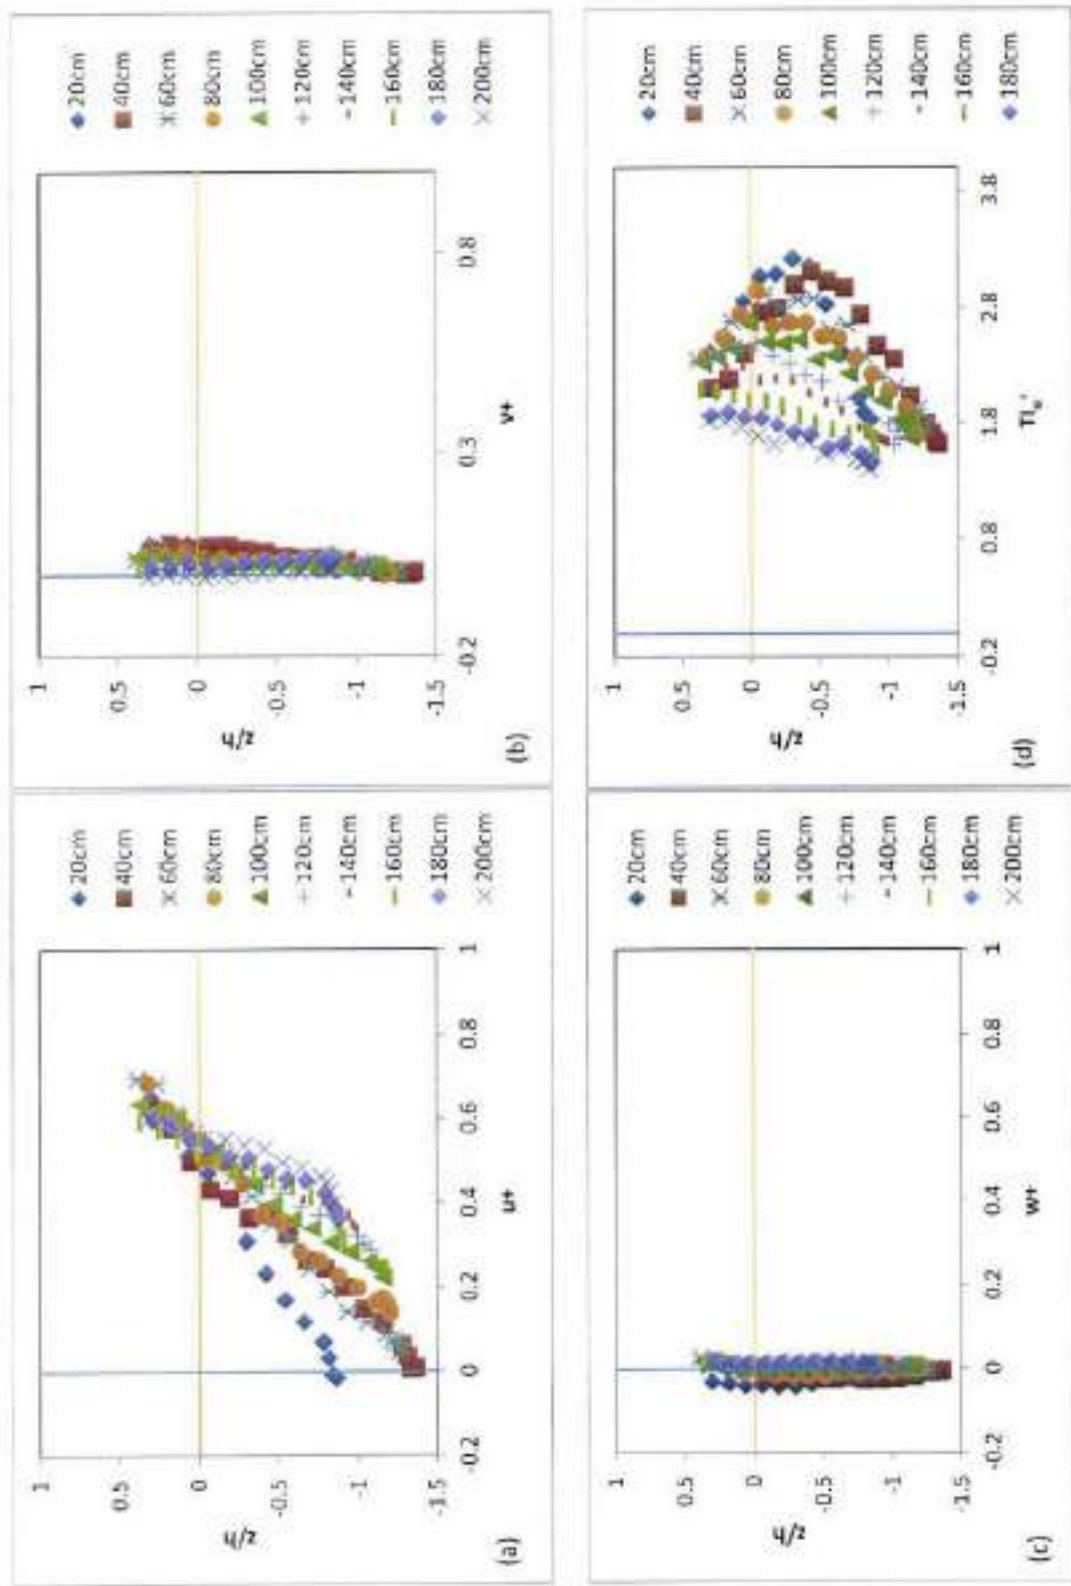 1
0.5
0
-0.5
-1
-1.5
z/h
-0.2
0
0.2
0.4
0.6
0.8
1
u+
(a)
20cm
40cm
60cm
80cm
100cm
120cm
140cm
160cm
180cm
200cm
1
0.5
0
-0.5
-1
-1.5
z/h
-0.2
0.3
0.8
v+
(b)
20cm
40cm
60cm
80cm
100cm
120cm
140cm
160cm
180cm
200cm
1
0.5
0
-0.5
-1
-1.5
z/h
-0.2
0
0.2
0.4
0.6
0.8
1
w+
(c)
20cm
40cm
60cm
80cm
100cm
120cm
140cm
160cm
180cm
200cm
1
0.5
0
-0.5
-1
-1.5
z/h
-0.2
0.8
1.8
2.8
3.8
(d)
20cm
40cm
60cm
80cm
100cm
120cm
140cm
160cm
180cm